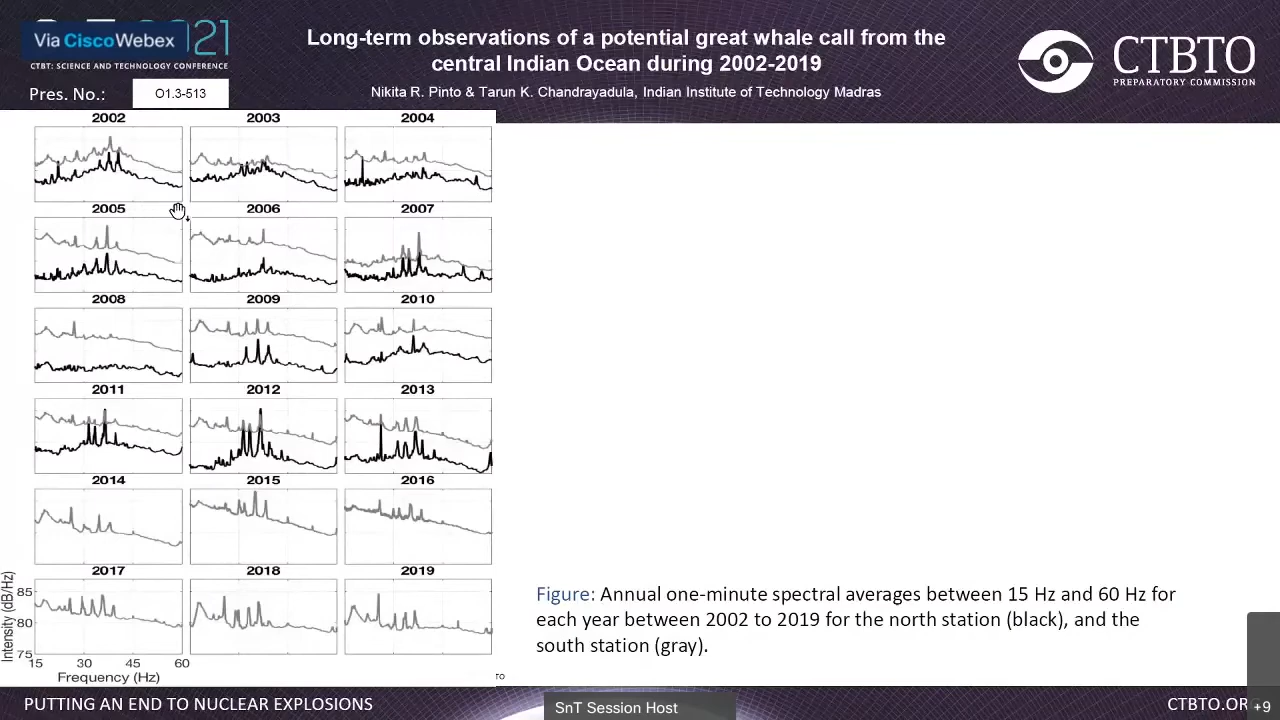 Via Cisco Webex
21
CTBT: SCIENCE AND TECHNOLOGY CONFERENCE
Pres. No.:
O1.3-513
Long-term observations of a potential great whale call from the
central Indian Ocean during 2002-2019
Nikita R. Pinto & Tarun K. Chandrayadula, Indian Institute of Technology Madras
CTBTO
PREPARATORY COMMISSION
2002 2003 2004
2005 2006 2007
2008 2009 2010
2011 2012 2013
2014 2015 2016
2017 2018 2019
Intensity (dB/Hz)
85
80
75
15 30 45 60
Frequency (Hz)
Figure: Annual one-minute spectral averages between 15 Hz and 60 Hz for
each year between 2002 to 2019 for the north station (black), and the
south station (gray).
PUTTING AN END TO NUCLEAR EXPLOSIONS
SnT Session Host
CTBTO.OR
+9